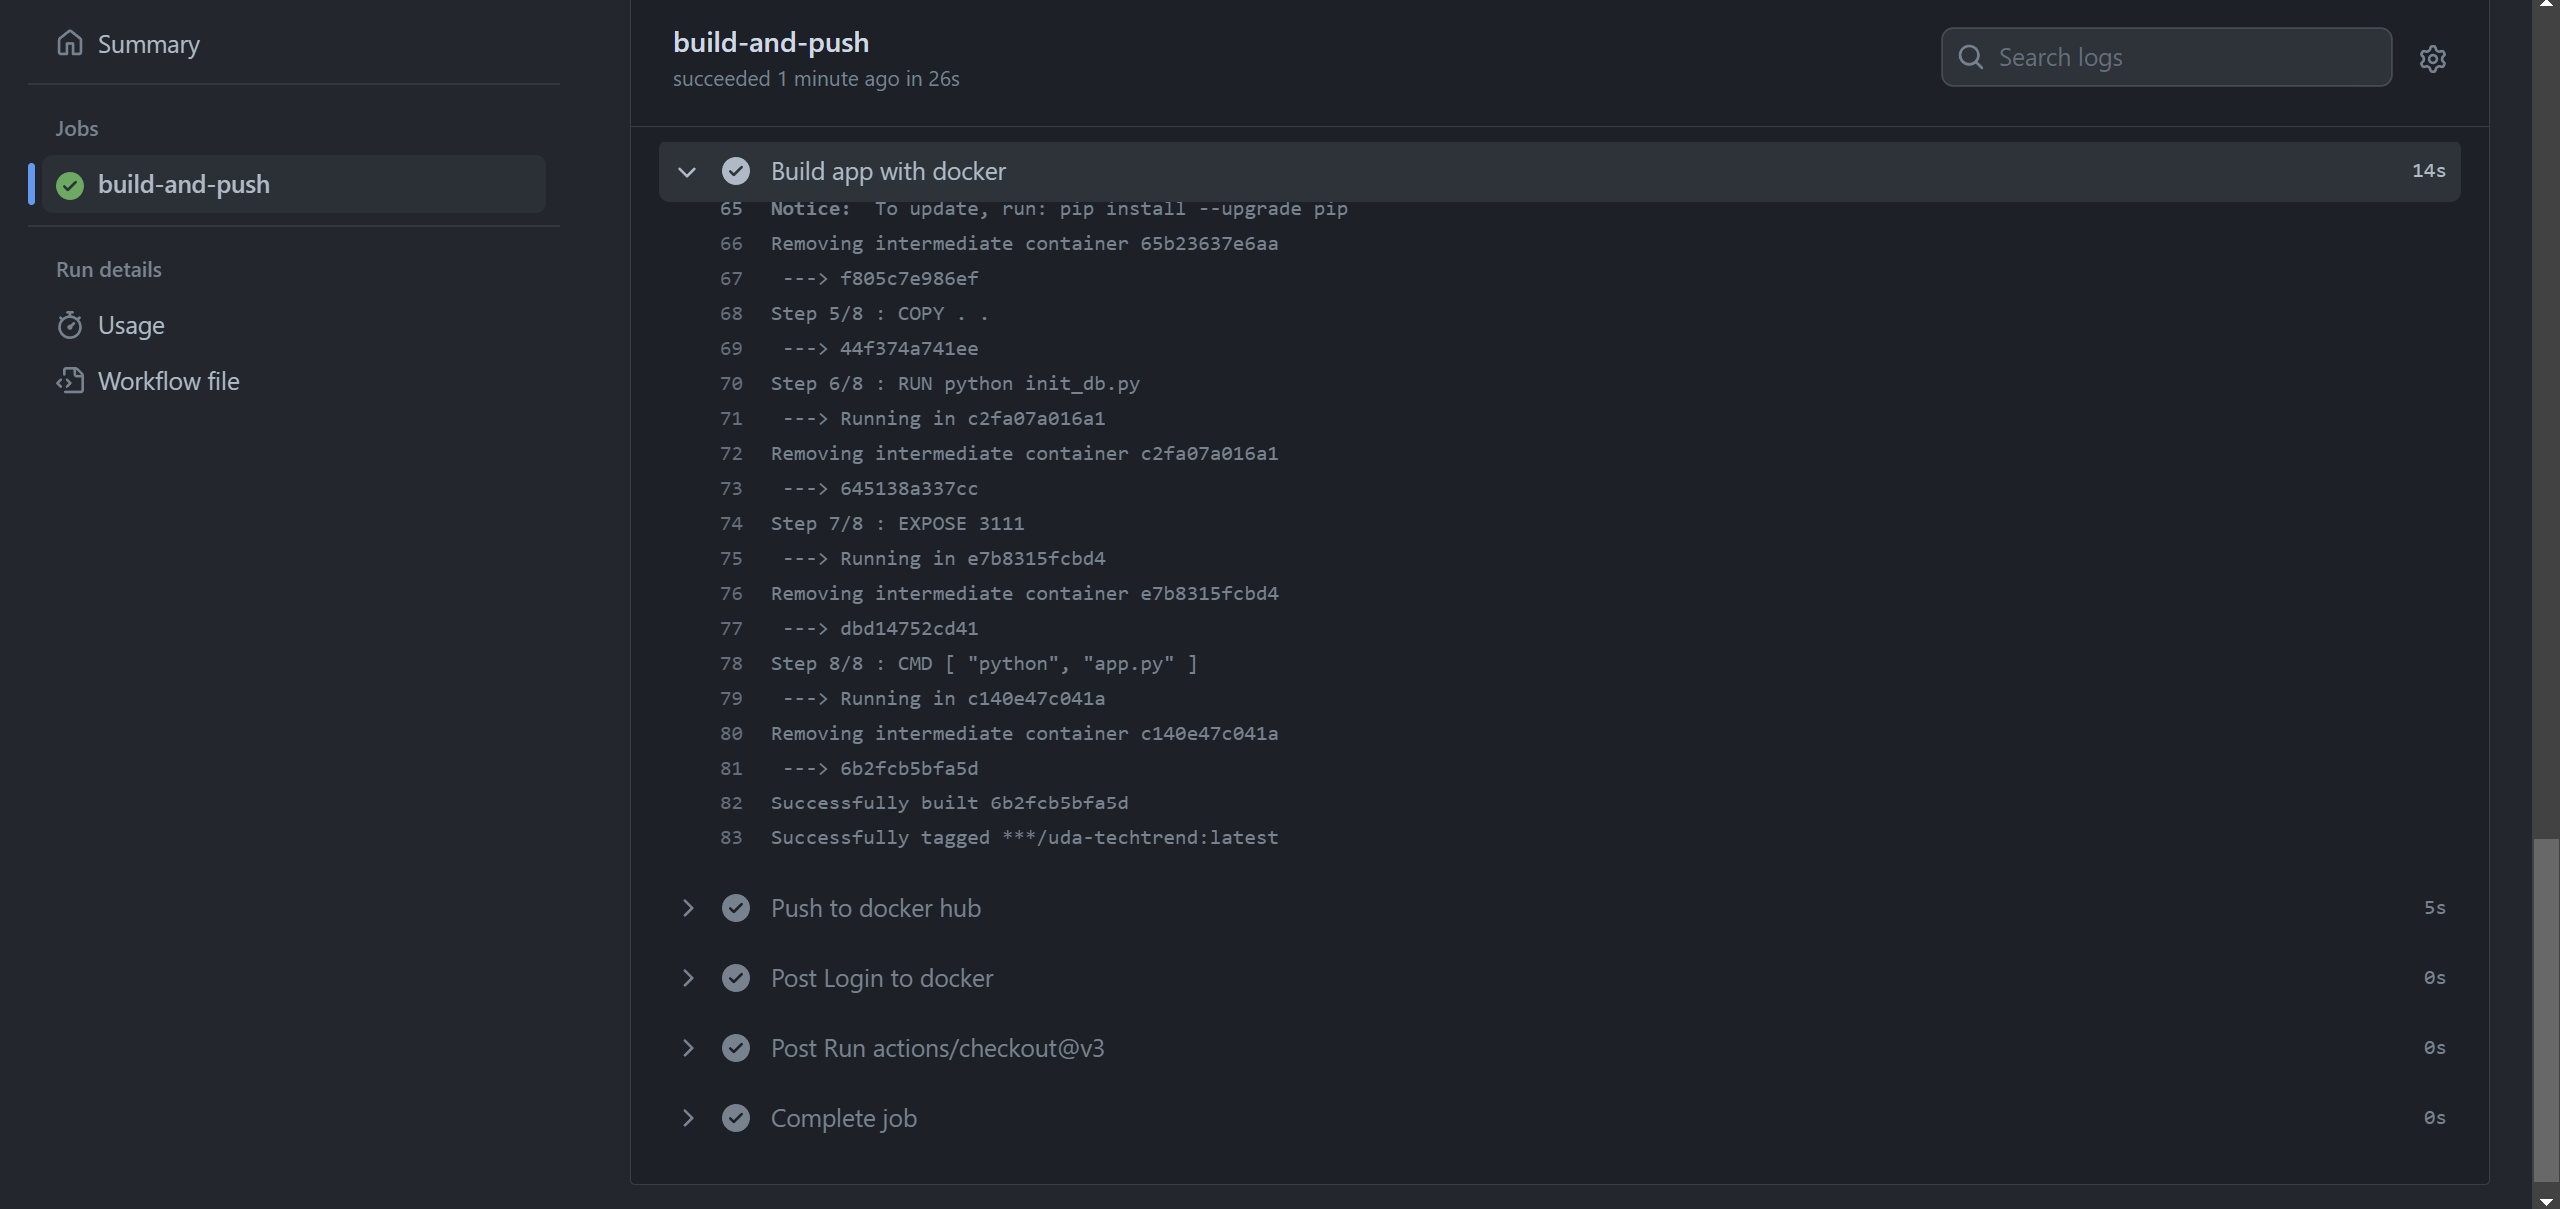 Summary
Jobs
build-and-push
Run details
Usage
Workflow file
build-and-push
succeeded 1 minute ago in 26s
Search logs
Build app with docker 14s
65 Notice:  To update, run: pip install --upgrade pip
66 Removing intermediate container 65b23637e6aa
67  ---> f805c7e986ef
68 Step 5/8 : COPY . .
69  ---> 44f374a741ee
70 Step 6/8 : RUN python init_db.py
71  ---> Running in c2fa07a016a1
72 Removing intermediate container c2fa07a016a1
73  ---> 645138a337cc
74 Step 7/8 : EXPOSE 3111
75  ---> Running in e7b8315fcbd4
76 Removing intermediate container e7b8315fcbd4
77  ---> dbd14752cd41
78 Step 8/8 : CMD [ "python", "app.py" ]
79  ---> Running in c140e47c041a
80 Removing intermediate container c140e47c041a
81  ---> 6b2fcb5bfa5d
82 Successfully built 6b2fcb5bfa5d
83 Successfully tagged ***/uda-techtrend:latest
Push to docker hub 5s
Post Login to docker 0s
Post Run actions/checkout@v3 0s
Complete job 0s